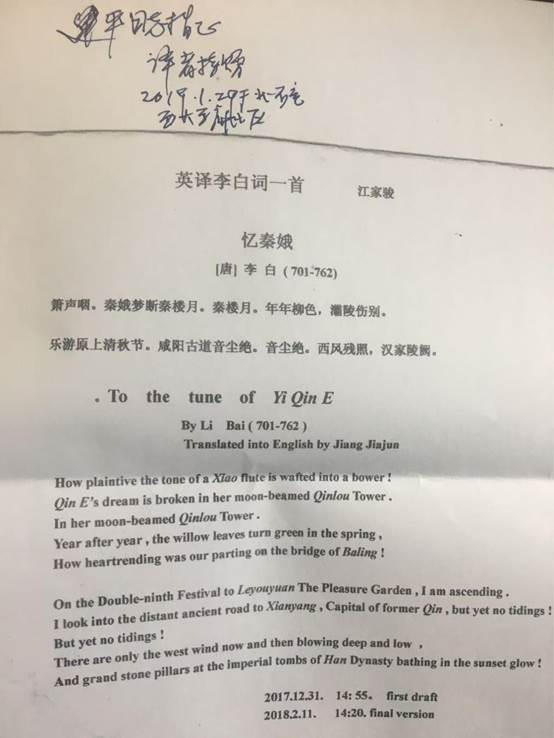 建平同志指正
译者敬赠
2019.1.29于北京
英译李白词一首 江家骏
忆秦娥
[唐] 李 白 ( 701-762)
箫声咽。秦娥梦断秦楼月。秦楼月。年年柳色，灞陵伤别。
乐游原上清秋节。咸阳古道音尘绝。音尘绝。西风残照，汉家陵阙。
. To the tune of Yi Qin E
By Li Bai ( 701-762 )
Translated into English by Jiang Jiajun
How plaintive the tone of a Xiao flute is wafted into a bower !
Qin E's dream is broken in her moon-beamed Qinlou Tower .
In her moon-beamed Qinlou Tower .
Year after year , the willow leaves turn green in the spring ,
How heartrending was our parting on the bridge of Baling !
On the Double-ninth Festival to Leyouyuan The Pleasure Garden , I am ascending .
I look into the distant ancient road to Xianyang , Capital of former Qin , but yet no tidings !
But yet no tidings !
There are only the west wind now and then blowing deep and low ,
And grand stone pillars at the imperial tombs of Han Dynasty bathing in the sunset glow !
2017.12.31. 14: 55. first draft
2018.2.11. 14:20. final version